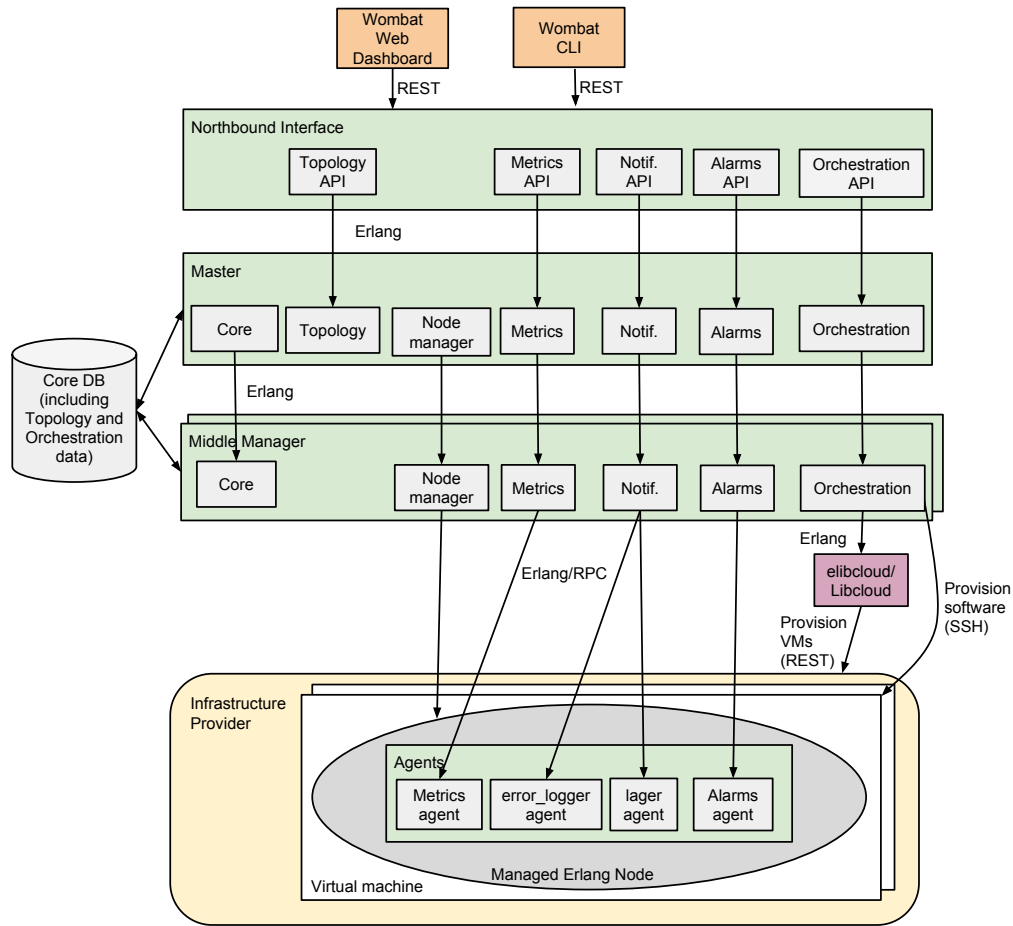 Wombat
Web
Dashboard
Wombat
CLI
REST
REST
Northbound Interface
Topology
API
Metrics
API
Notif.
API
Alarms
API
Orchestration
API
Erlang
Master
Core
Topology
Node
manager
Metrics
Notif.
Alarms
Orchestration
Core DB
(including
Topology and
Orchestration
data)
Erlang
Middle Manager
Core
Node
manager
Metrics
Notif.
Alarms
Orchestration
Erlang
Erlang/RPC
elibcloud/
Libcloud
Provision
software
(SSH)
Provision
VMs
(REST)
Infrastructure
Provider
Agents
Metrics
agent
error_logger
agent
lager
agent
Alarms
agent
Managed Erlang Node
Virtual machine